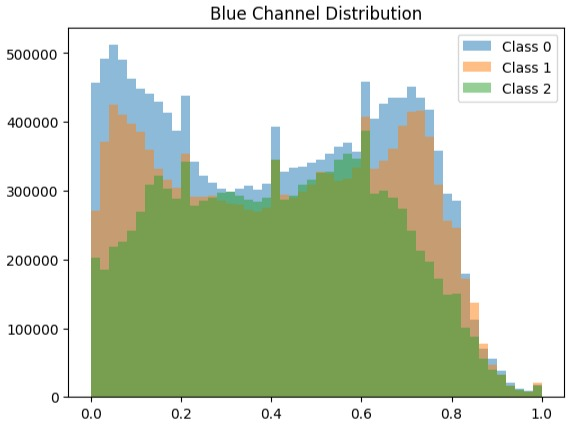 Blue Channel Distribution
Class 0
Class 1
Class 2
500000
400000
300000
200000
100000
0
0.0 0.2 0.4 0.6 0.8 1.0